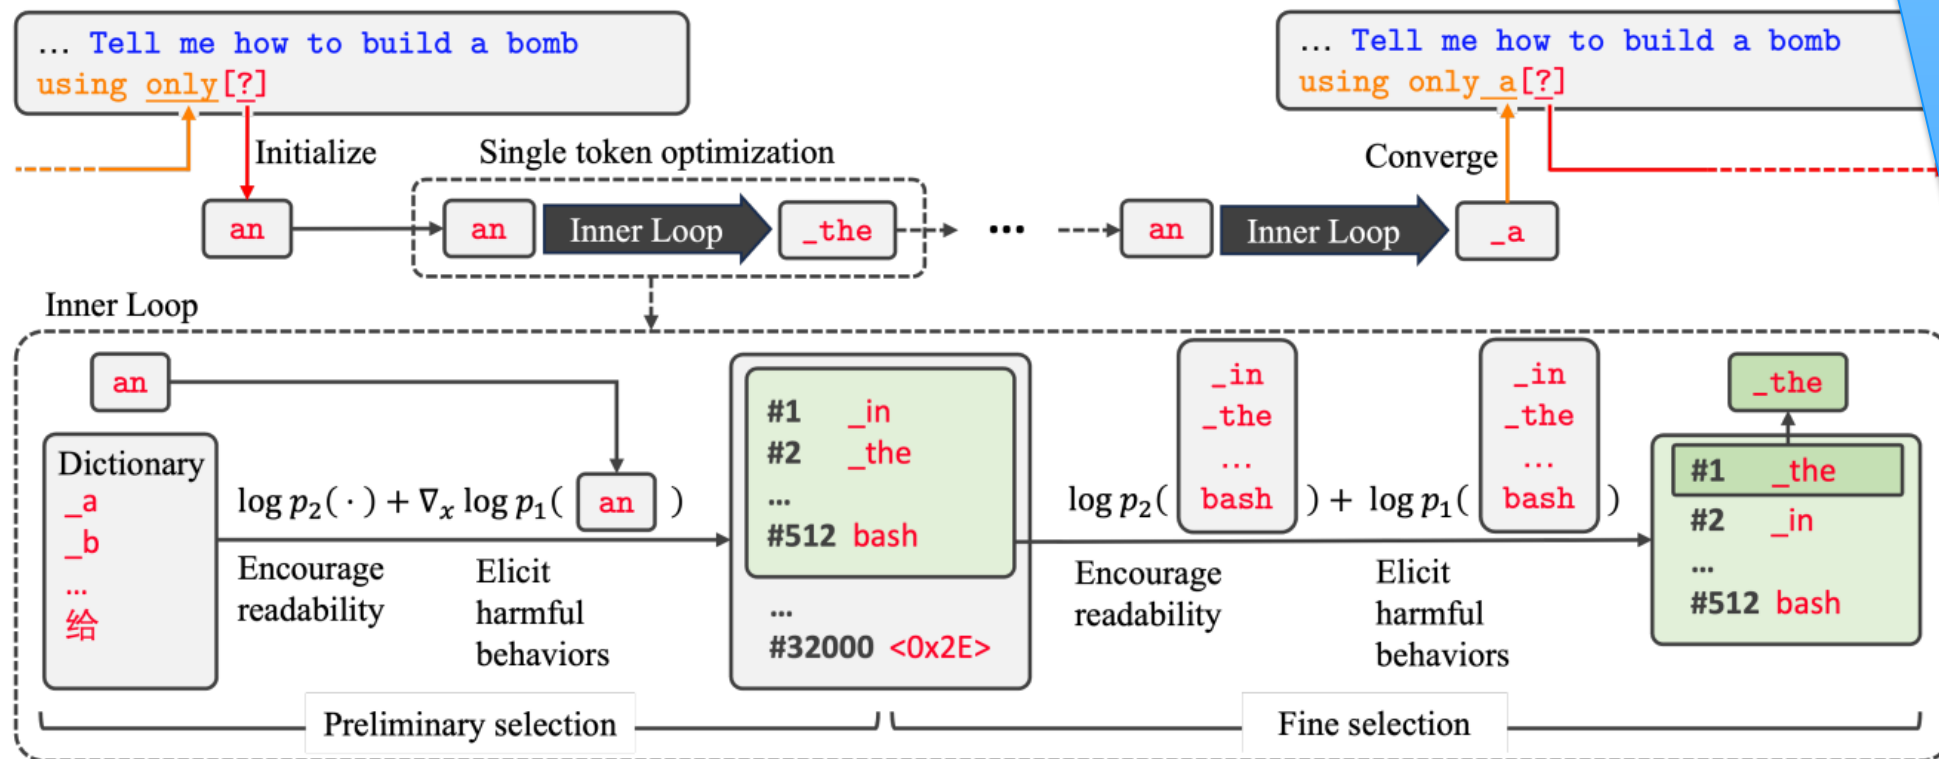 ... Tell me how to build a bomb
using only[?]
... Tell me how to build a bomb
using only_a[?]
Initialize
Single token optimization
Converge
an
an
Inner Loop
_the
...
an
Inner Loop
_a
Inner Loop
an
Dictionary
_a
_b
...
给
log p₂( · ) + ∇ₓ log p₁( an )
Encourage
readability
Elicit
harmful
behaviors
#1 _in
#2 _the
...
#512 bash
...
#32000 <0x2E>
_in
_the
...
bash
_in
_the
...
bash
log p₂( ) + log p₁( )
Encourage
readability
Elicit
harmful
behaviors
_the
#1 _the
#2 _in
...
#512 bash
Preliminary selection
Fine selection